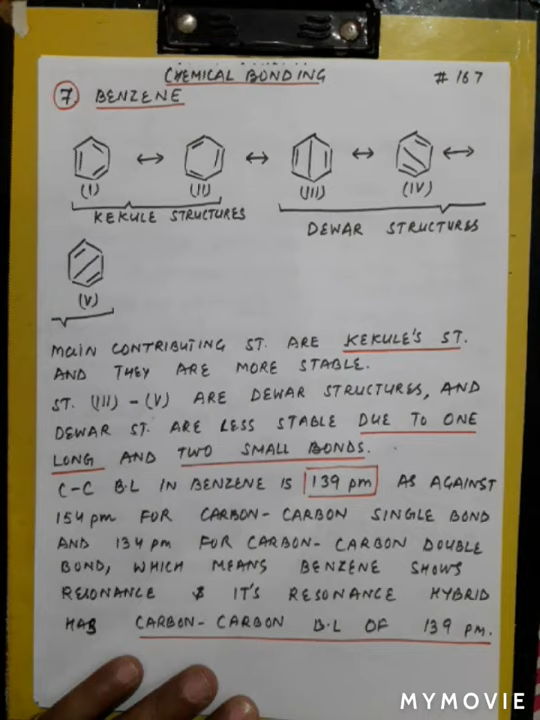 CHEMICAL BONDING # 167
7. BENZENE
↔ ↔ ↔ ↔
(I) (II) (III) (IV)
KEKULE STRUCTURES
DEWAR STRUCTURES
(V)
MAIN CONTRIBUTING ST. ARE KEKULE'S ST.
AND THEY ARE MORE STABLE.
ST. (III) - (V) ARE DEWAR STRUCTURES, AND
DEWAR ST. ARE LESS STABLE DUE TO ONE
LONG AND TWO SMALL BONDS.
C-C B.L IN BENZENE IS 139 pm AS AGAINST
154 pm FOR CARBON-CARBON SINGLE BOND
AND 134 pm FOR CARBON-CARBON DOUBLE
BOND, WHICH MEANS BENZENE SHOWS
RESONANCE & IT'S RESONANCE HYBRID
HAS CARBON-CARBON B.L OF 139 pm.
MYMOVIE